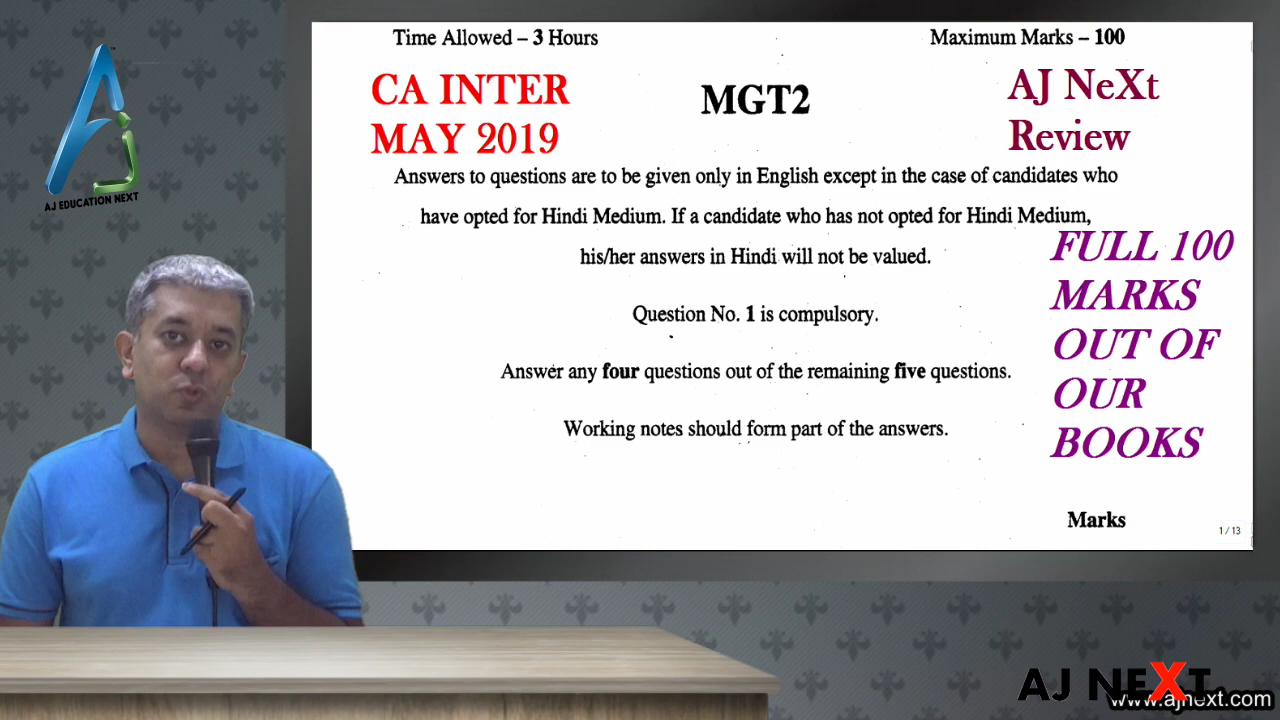 Time Allowed – 3 Hours
Maximum Marks – 100
CA INTER
MAY 2019
MGT2
AJ NeXt
Review
AJ EDUCATION NEXT
Answers to questions are to be given only in English except in the case of candidates who
have opted for Hindi Medium. If a candidate who has not opted for Hindi Medium,
his/her answers in Hindi will not be valued.
FULL 100
MARKS
OUT OF
OUR
BOOKS
Question No. 1 is compulsory.
Answer any four questions out of the remaining five questions.
Working notes should form part of the answers.
Marks
1 / 13
AJ NEXT
www.ajnext.com